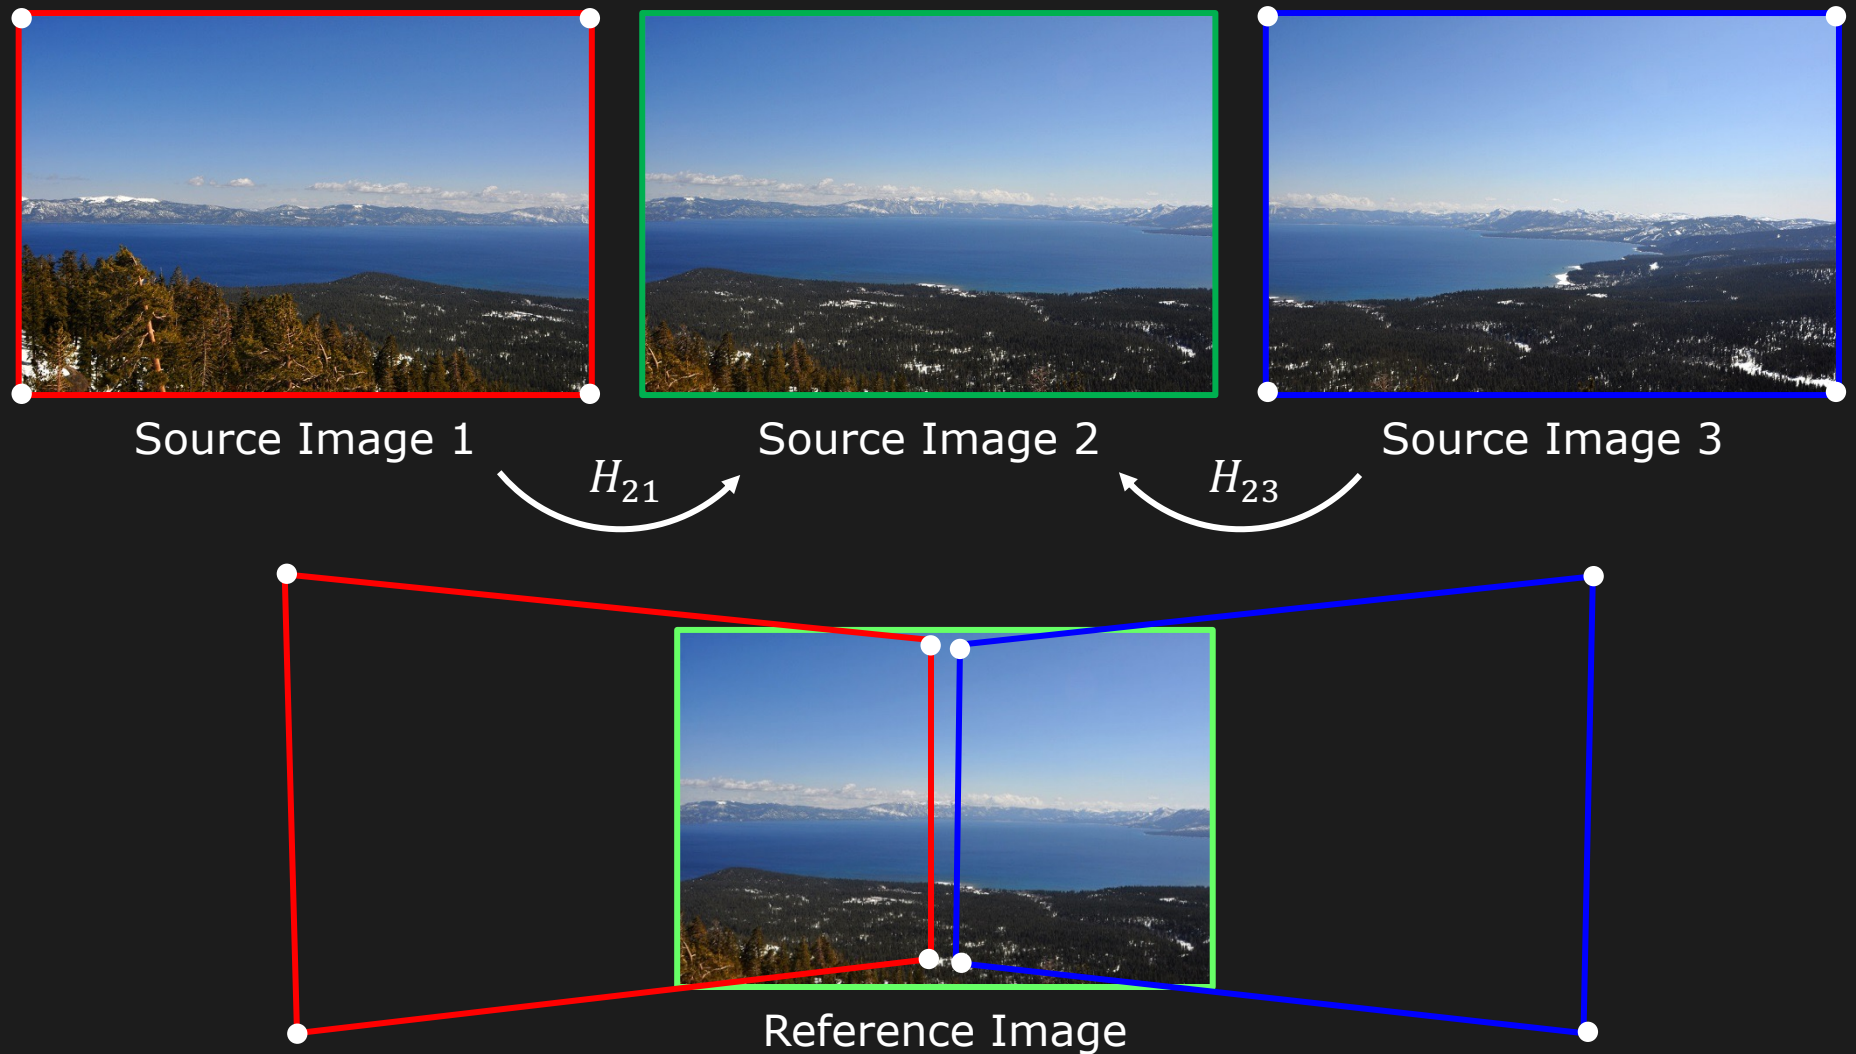 Source Image 1
Source Image 2
Source Image 3
H₂₁
H₂₃
Reference Image